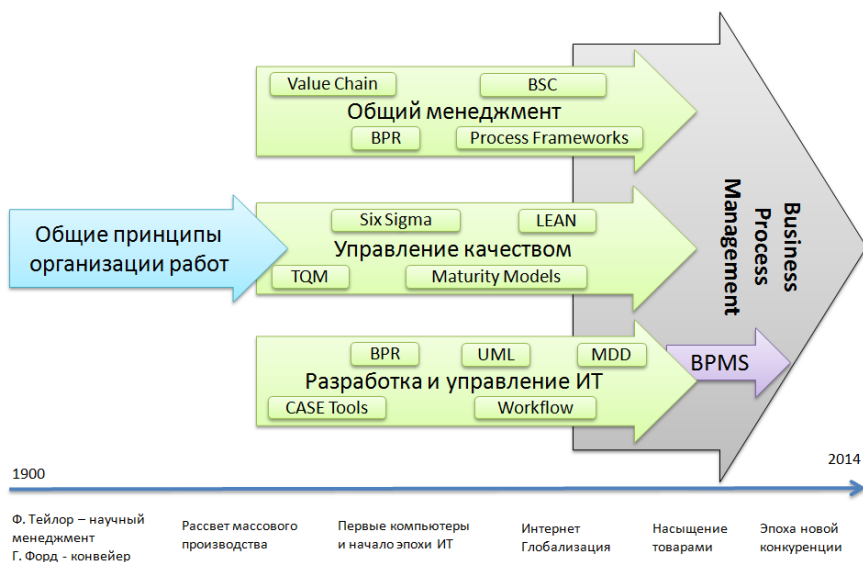 Value Chain
BSC
Общий менеджмент
BPR
Process Frameworks
Общие принципы
организации работ
Six Sigma
LEAN
Управление качеством
TQM
Maturity Models
Business
Process
Management
BPR
UML
MDD
Разработка и управление ИТ
CASE Tools
Workflow
BPMS
1900
2014
Ф. Тейлор – научный
менеджмент
Г. Форд - конвейер
Рассвет массового
производства
Первые компьютеры
и начало эпохи ИТ
Интернет
Глобализация
Насыщение
товарами
Эпоха новой
конкуренции